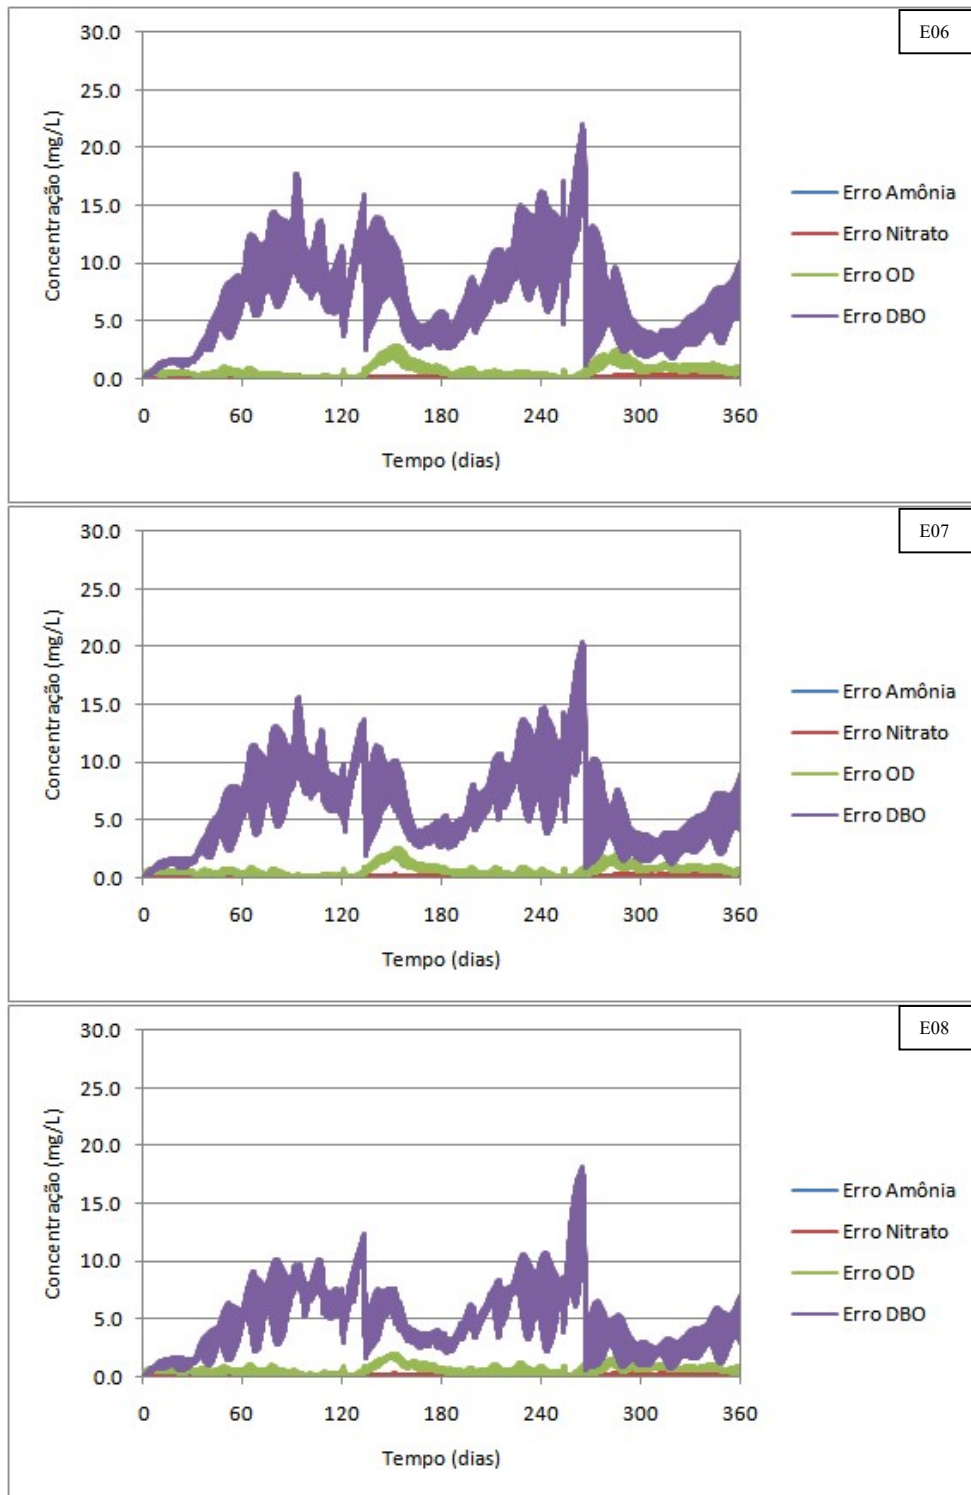 E06
30.0
25.0
20.0
15.0
10.0
5.0
0.0
Concentração (mg/L)
0 60 120 180 240 300 360
Tempo (dias)
Erro Amônia
Erro Nitrato
Erro OD
Erro DBO
E07
30.0
25.0
20.0
15.0
10.0
5.0
0.0
Concentração (mg/L)
0 60 120 180 240 300 360
Tempo (dias)
Erro Amônia
Erro Nitrato
Erro OD
Erro DBO
E08
30.0
25.0
20.0
15.0
10.0
5.0
0.0
Concentração (mg/L)
0 60 120 180 240 300 360
Tempo (dias)
Erro Amônia
Erro Nitrato
Erro OD
Erro DBO